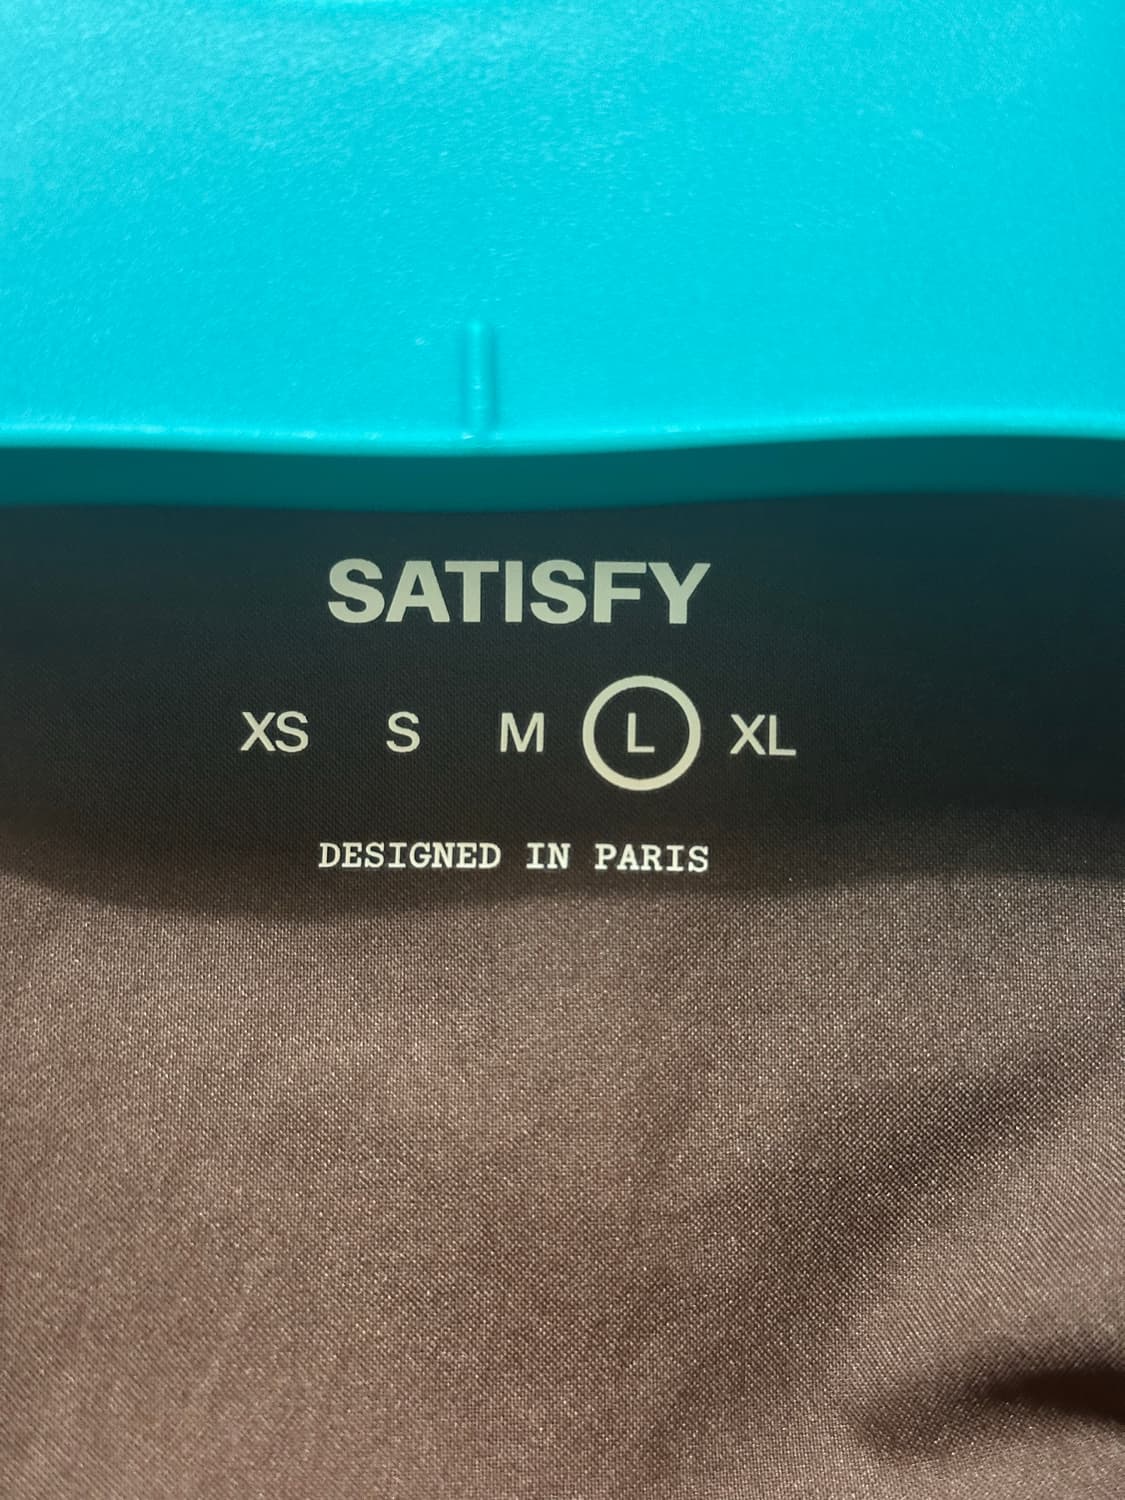 SATISFY
XS S M L XL
DESIGNED IN PARIS